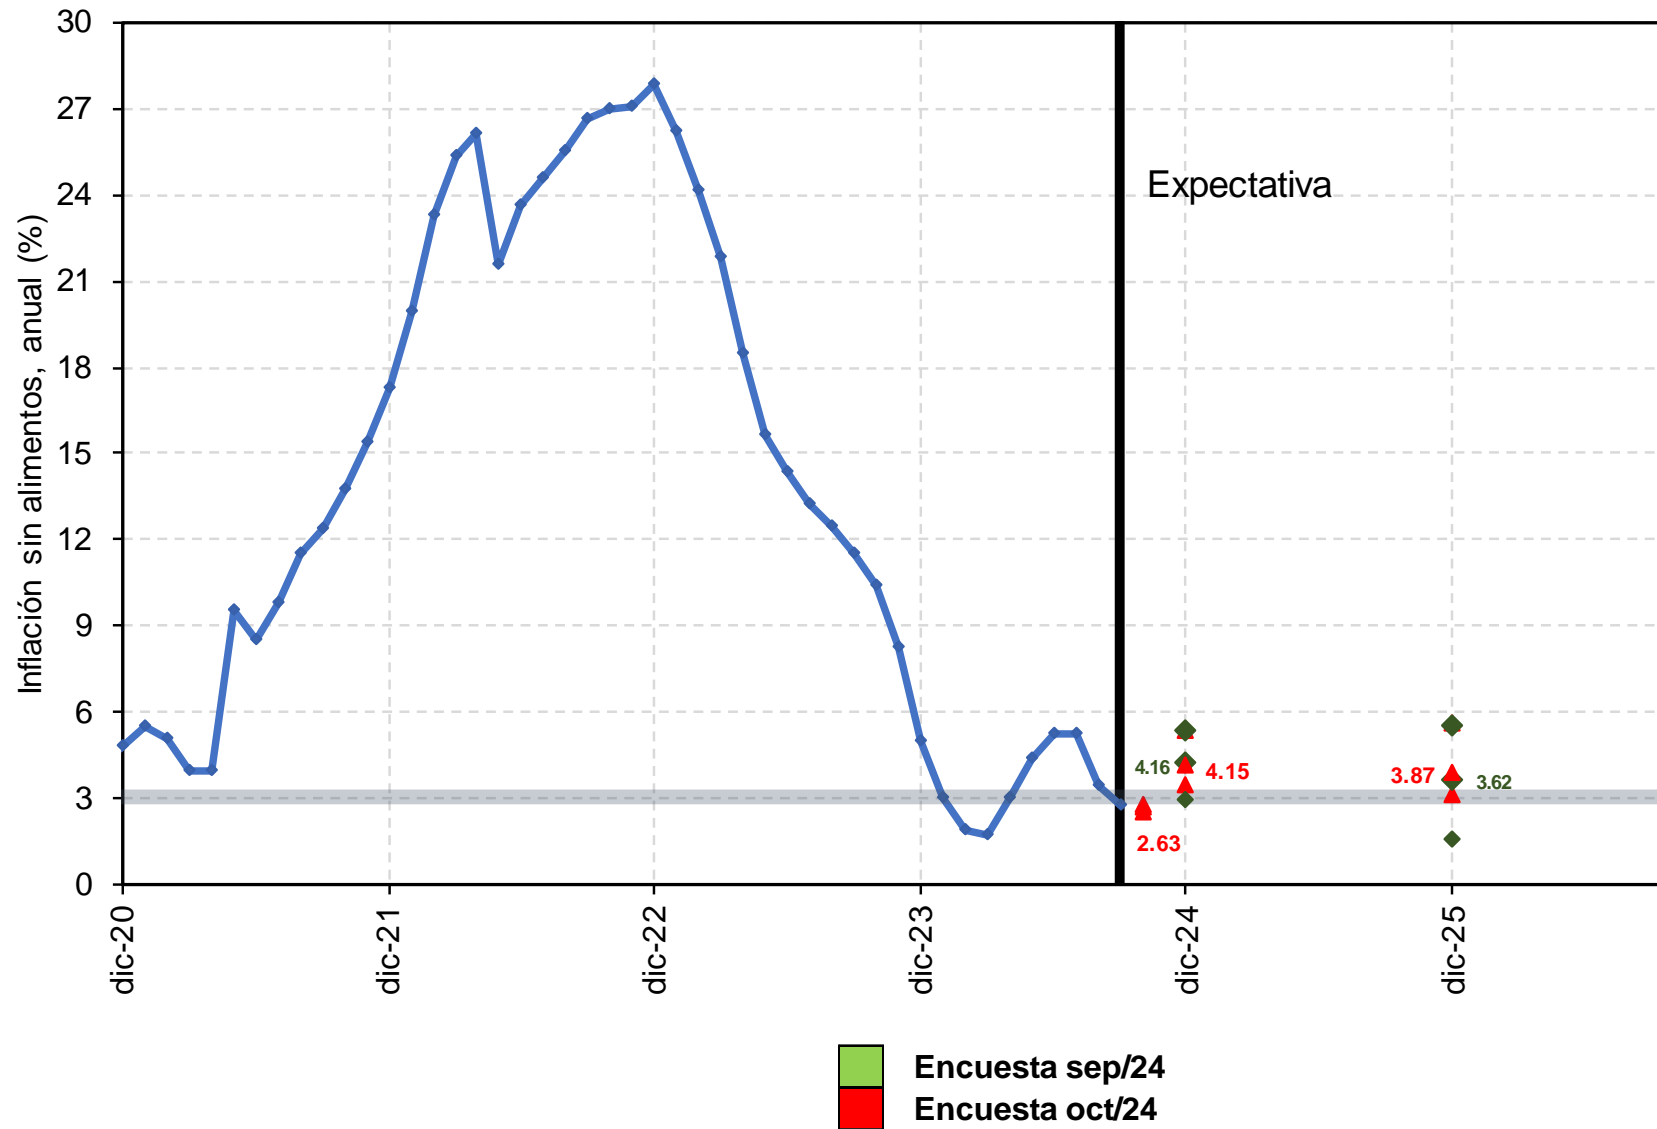 30
27
24
21
18
15
12
9
6
3
0
Inflación sin alimentos, anual (%)
Expectativa
4.16
4.15
3.87
3.62
2.63
dic-20
dic-21
dic-22
dic-23
dic-24
dic-25
Encuesta sep/24
Encuesta oct/24